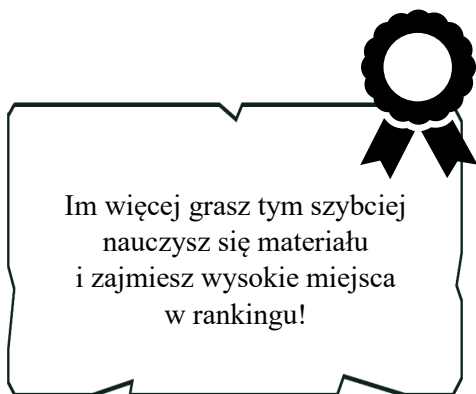 Im więcej grasz tym szybciej
nauczysz się materiału
i zajmiesz wysokie miejsca
w rankingu!